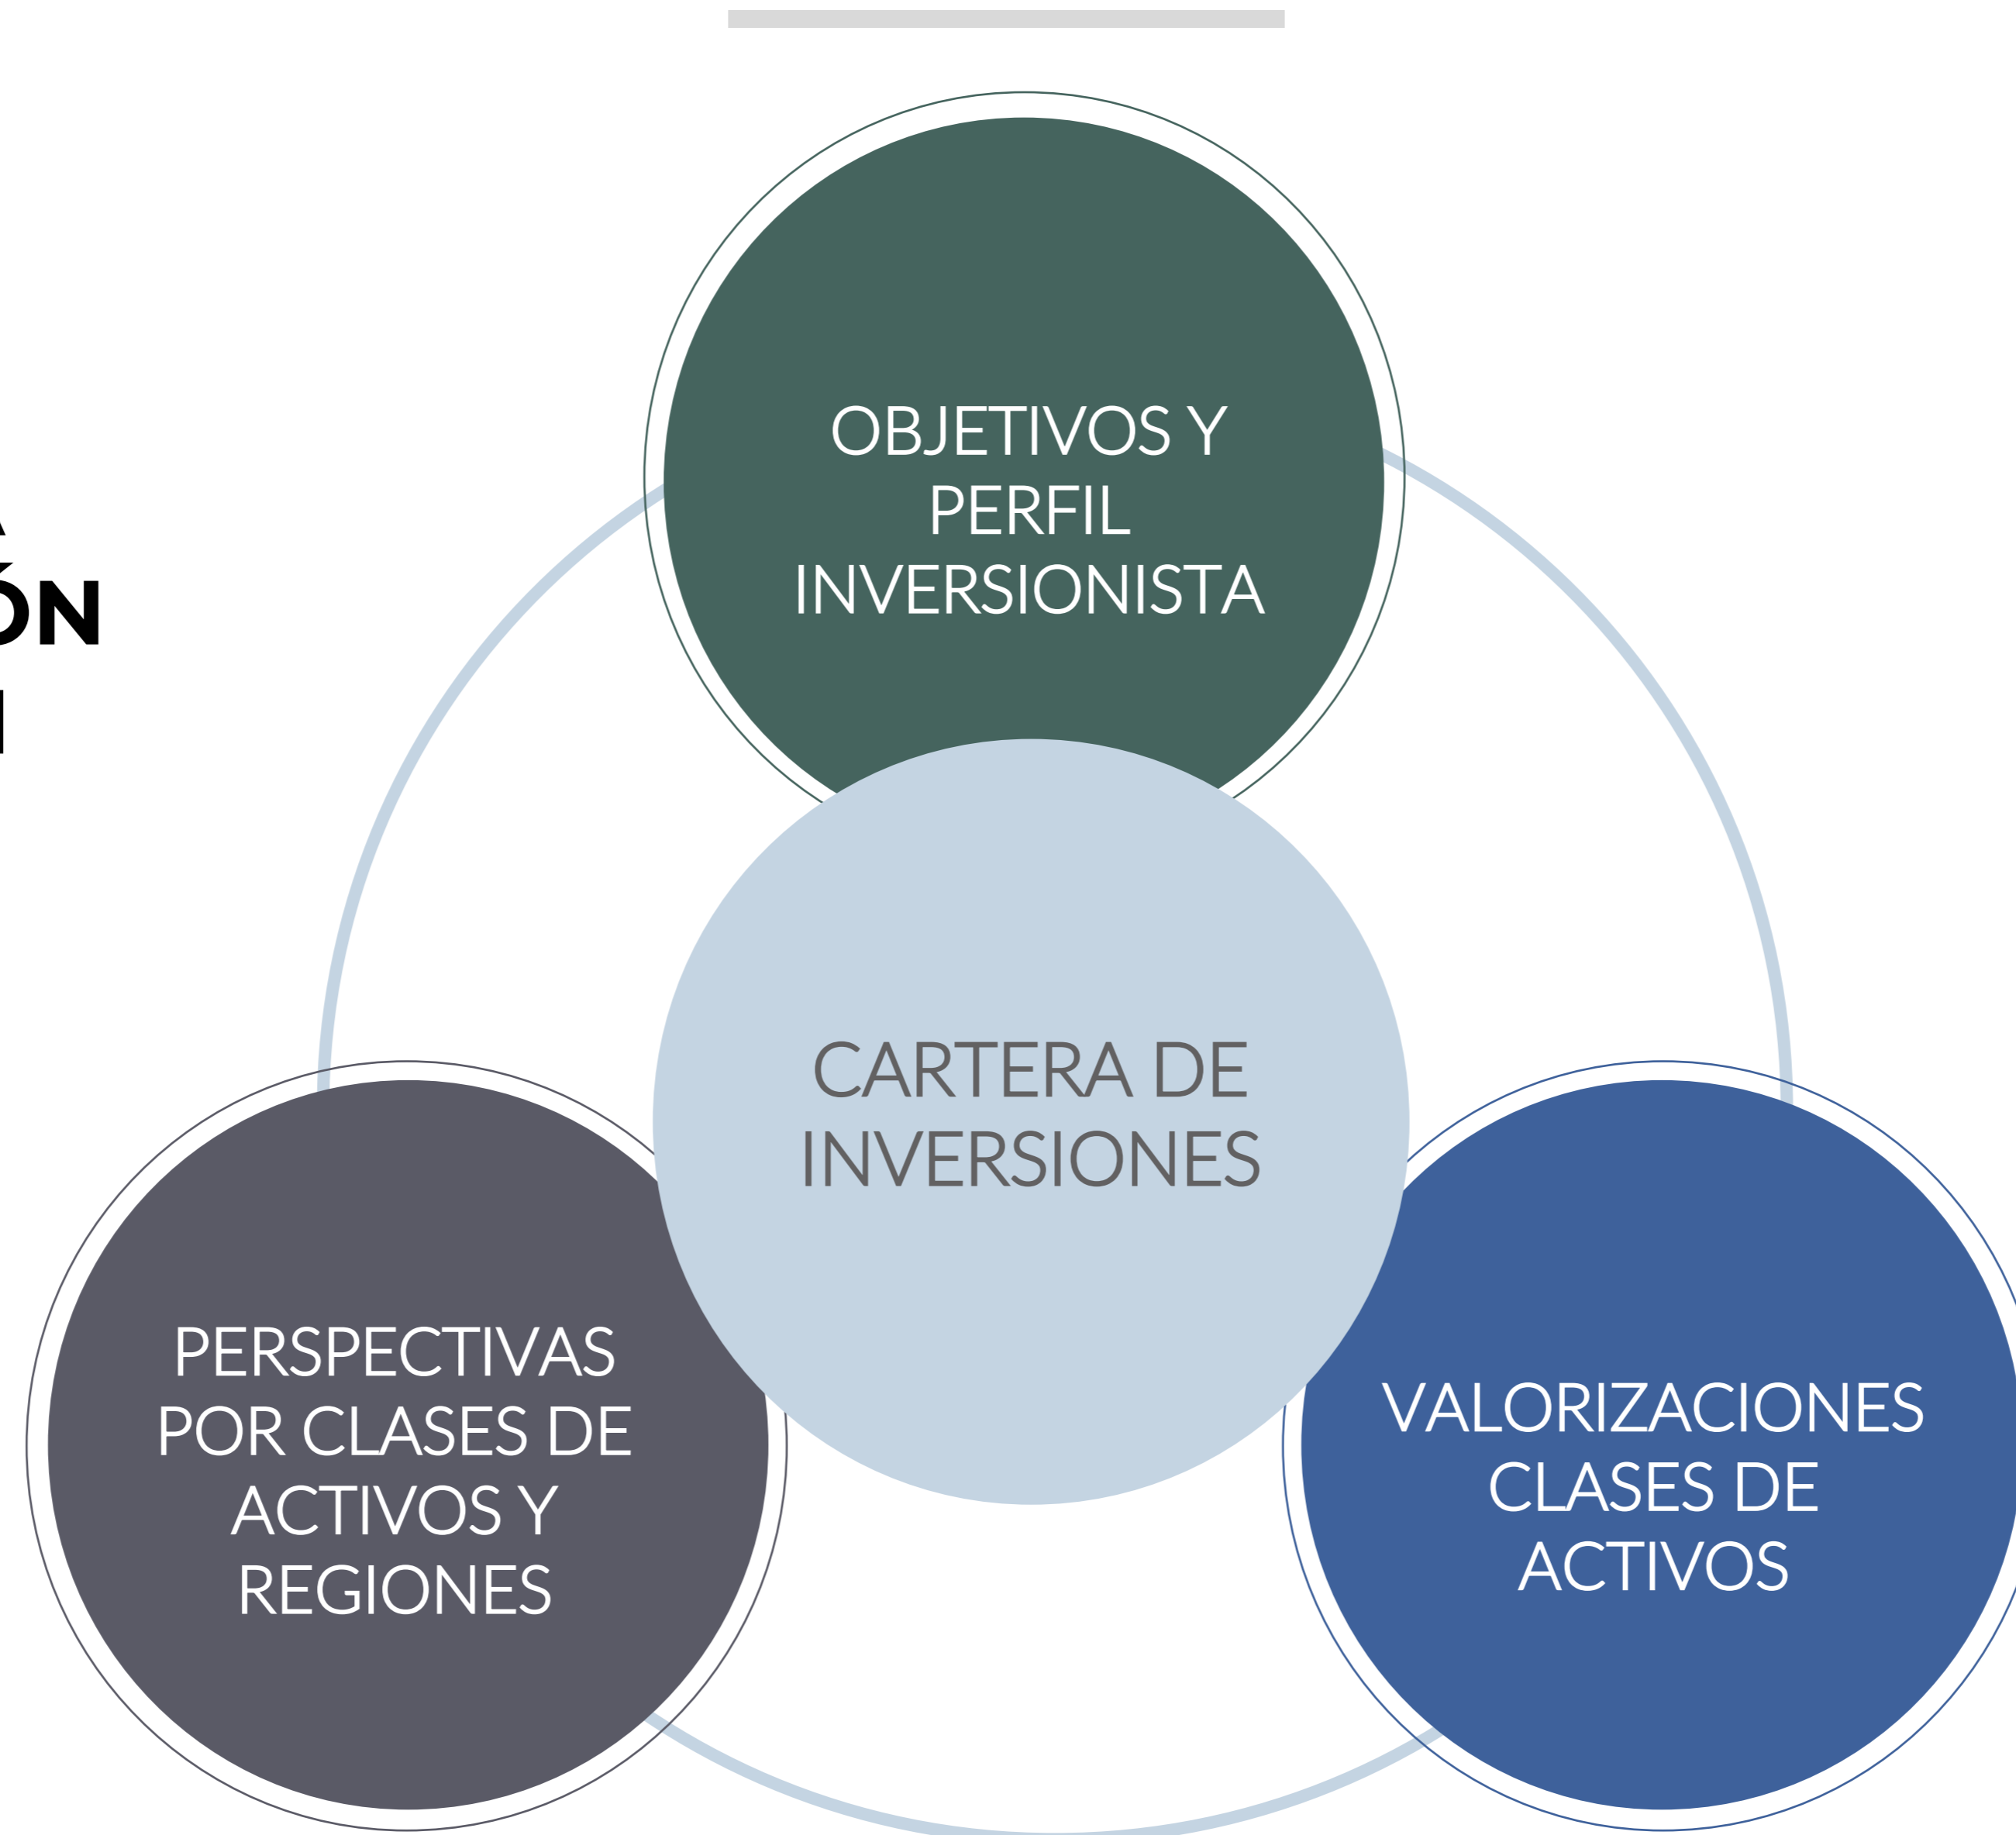 OBJETIVOS Y
PERFIL
INVERSIONISTA
CARTERA DE
INVERSIONES
PERSPECTIVAS
POR CLASES DE
ACTIVOS Y
REGIONES
VALORIZACIONES
CLASES DE
ACTIVOS